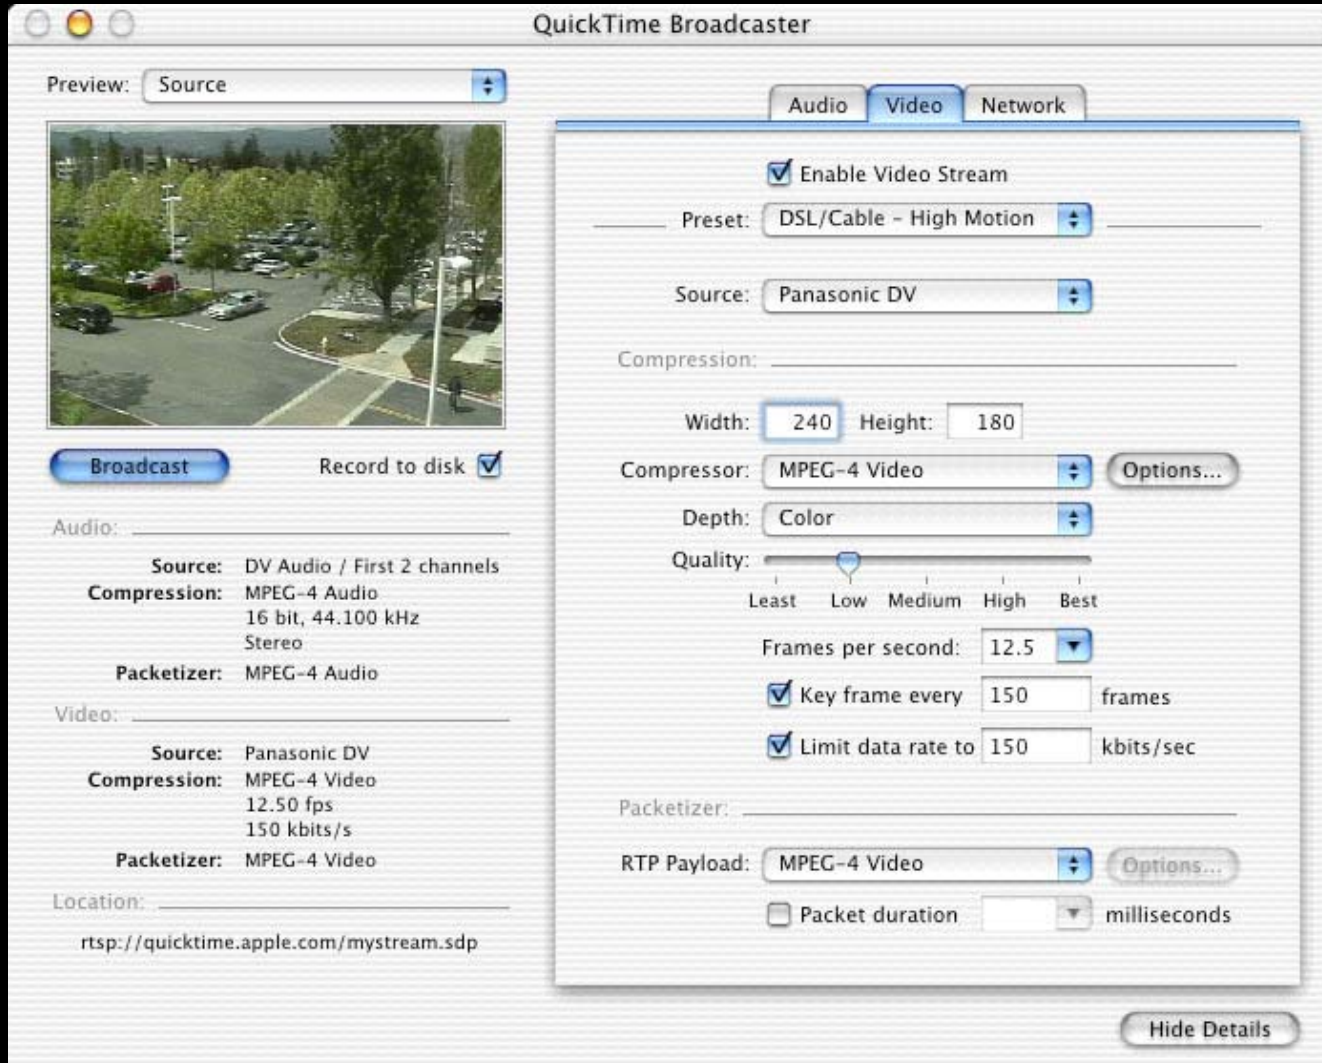 QuickTime Broadcaster
Preview: Source
Broadcast
Record to disk
Audio:
Source: DV Audio / First 2 channels
Compression: MPEG-4 Audio
16 bit, 44.100 kHz
Stereo
Packetizer: MPEG-4 Audio
Video:
Source: Panasonic DV
Compression: MPEG-4 Video
12.50 fps
150 kbits/s
Packetizer: MPEG-4 Video
Location:
rtsp://quicktime.apple.com/mystream.sdp
Audio Video Network
Enable Video Stream
Preset: DSL/Cable - High Motion
Source: Panasonic DV
Compression:
Width: 240 Height: 180
Compressor: MPEG-4 Video Options...
Depth: Color
Quality:
Least Low Medium High Best
Frames per second: 12.5
Key frame every 150 frames
Limit data rate to 150 kbits/sec
Packetizer:
RTP Payload: MPEG-4 Video Options...
Packet duration milliseconds
Hide Details